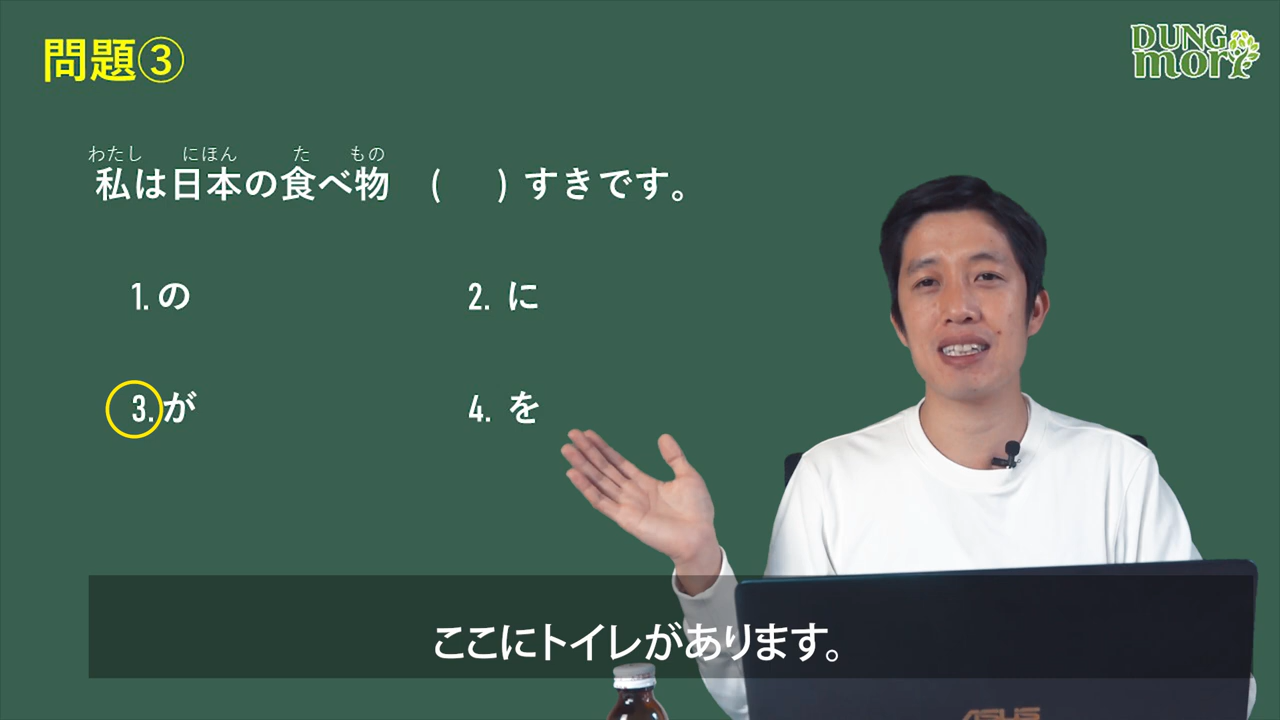 問題③
DUNG
mori
わたし にほん た もの
私は日本の食べ物 ( ) すきです。
1. の
2. に
3. が
4. を
ここにトイレがあります。
ASUS